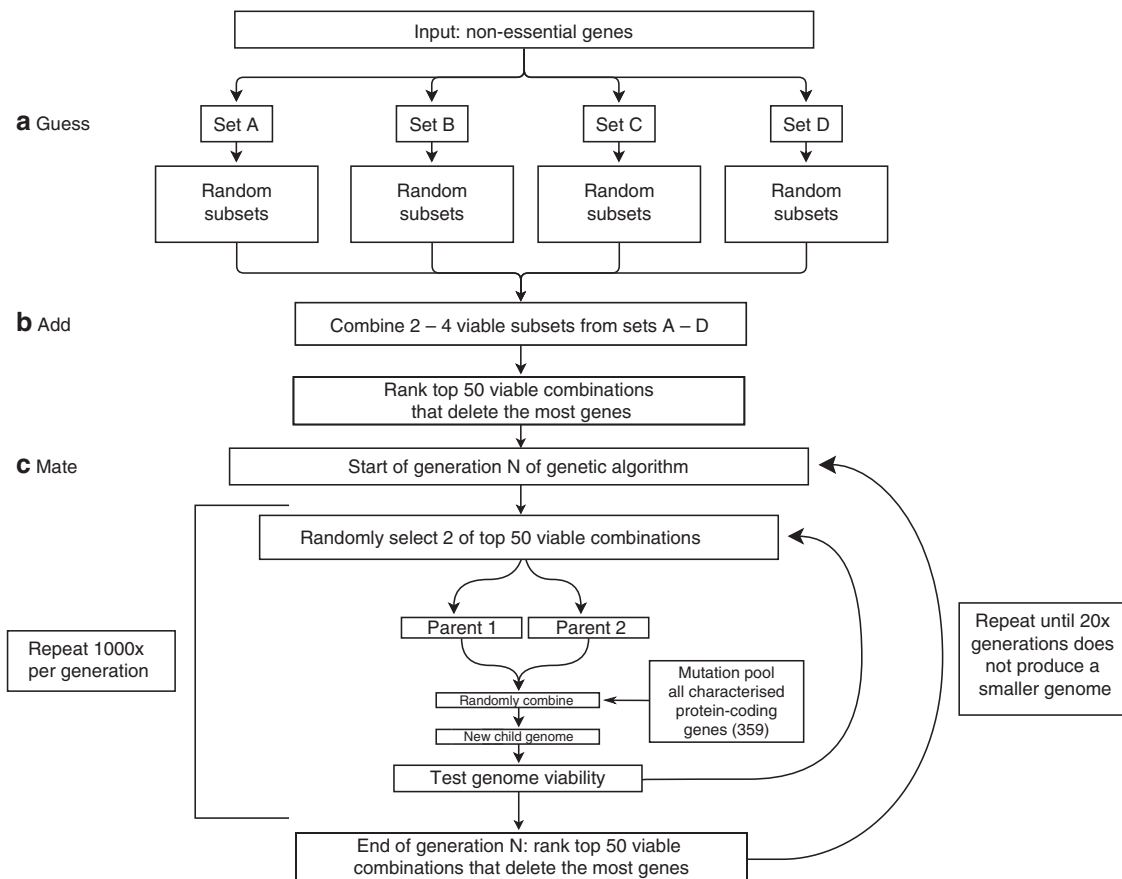 Input: non-essential genes
a Guess
Set A
Set B
Set C
Set D
Random
subsets
Random
subsets
Random
subsets
Random
subsets
b Add
Combine 2 – 4 viable subsets from sets A – D
Rank top 50 viable combinations
that delete the most genes
c Mate
Start of generation N of genetic algorithm
Randomly select 2 of top 50 viable combinations
Parent 1
Parent 2
Repeat 1000x
per generation
Randomly combine
Mutation pool
all characterised
protein-coding
genes (359)
New child genome
Test genome viability
Repeat until 20x
generations does
not produce a
smaller genome
End of generation N: rank top 50 viable
combinations that delete the most genes